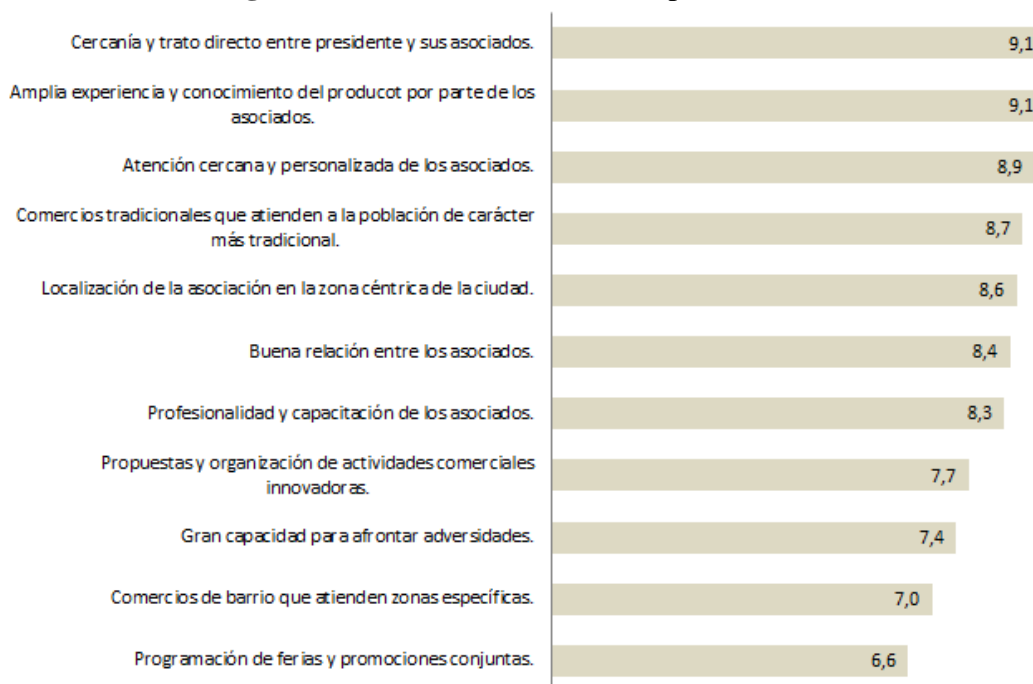 Cercanía y trato directo entre presidente y sus asociados.
9,1
Amplia experiencia y conocimiento del producot por parte de los
asociados.
9,1
Atención cercana y personalizada de los asociados.
8,9
Comercios tradicionales que atienden a la población de carácter
más tradicional.
8,7
Localización de la asociación en la zona céntrica de la ciudad.
8,6
Buena relación entre los asociados.
8,4
Profesionalidad y capacitación de los asociados.
8,3
Propuestas y organización de actividades comerciales
innovadoras.
7,7
Gran capacidad para afrontar adversidades.
7,4
Comercios de barrio que atienden zonas específicas.
7,0
Programación de ferias y promociones conjuntas.
6,6